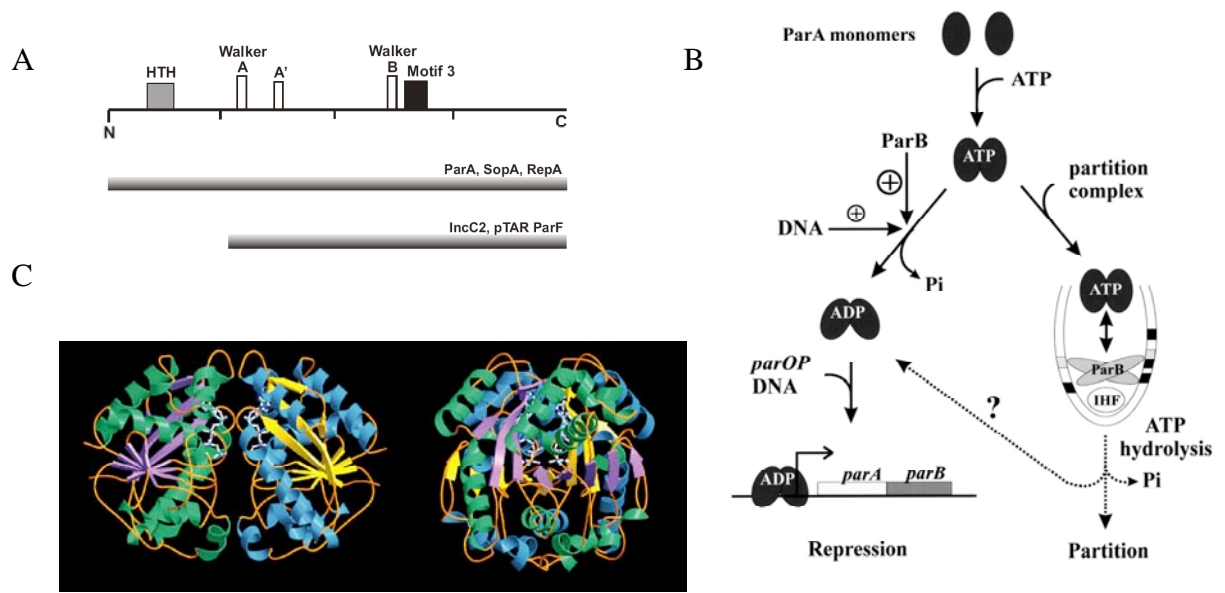 A
Walker
Walker
HTH
A
A'
B
Motif 3
N
C
ParA, SopA, RepA
IncC2, pTAR ParF
C
B
ParA monomers
ATP
ParB
ATP
partition
complex
+
DNA
+
Pi
ADP
ATP
ParB
IHF
parOP
DNA
?
ATP
hydrolysis
Pi
ADP
parA
parB
Repression
Partition